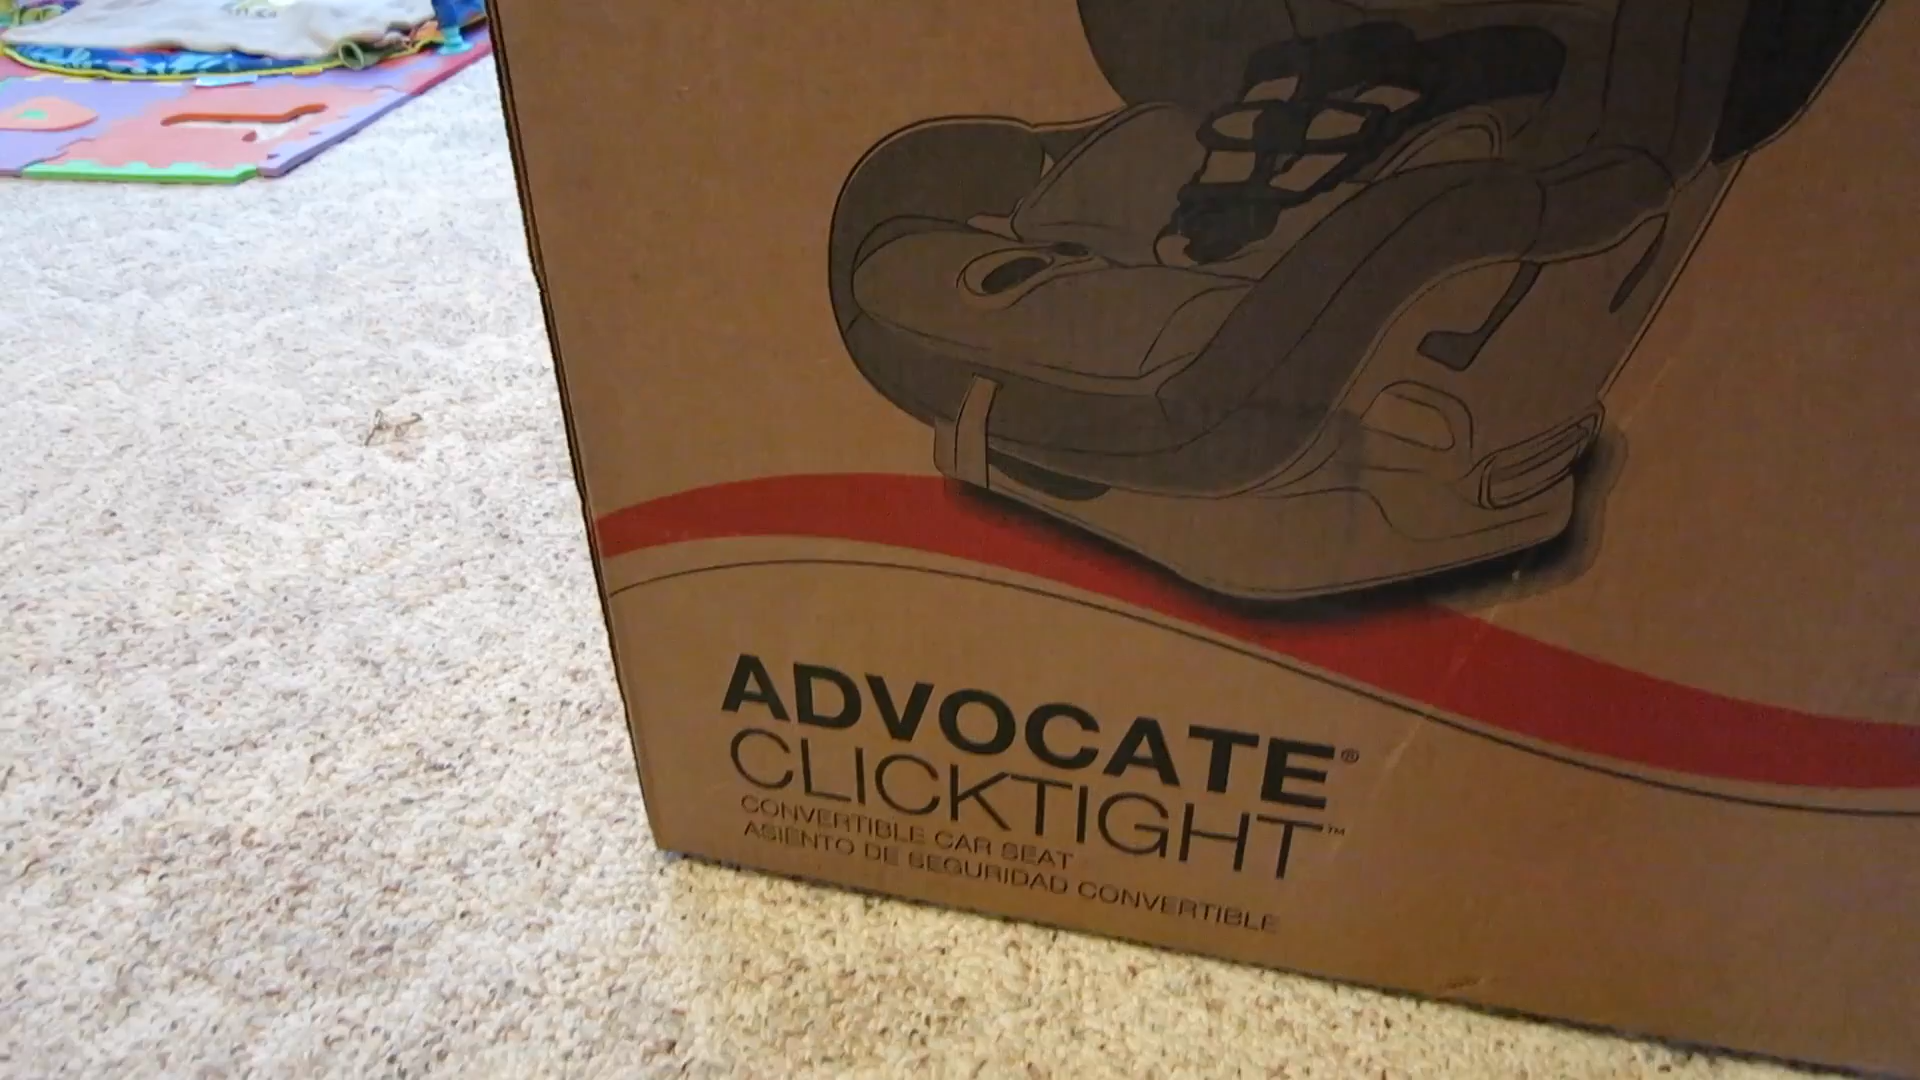 ADVOCATE®
CLICKTIGHT™
CONVERTIBLE CAR SEAT
ASIENTO DE SEGURIDAD CONVERTIBLE